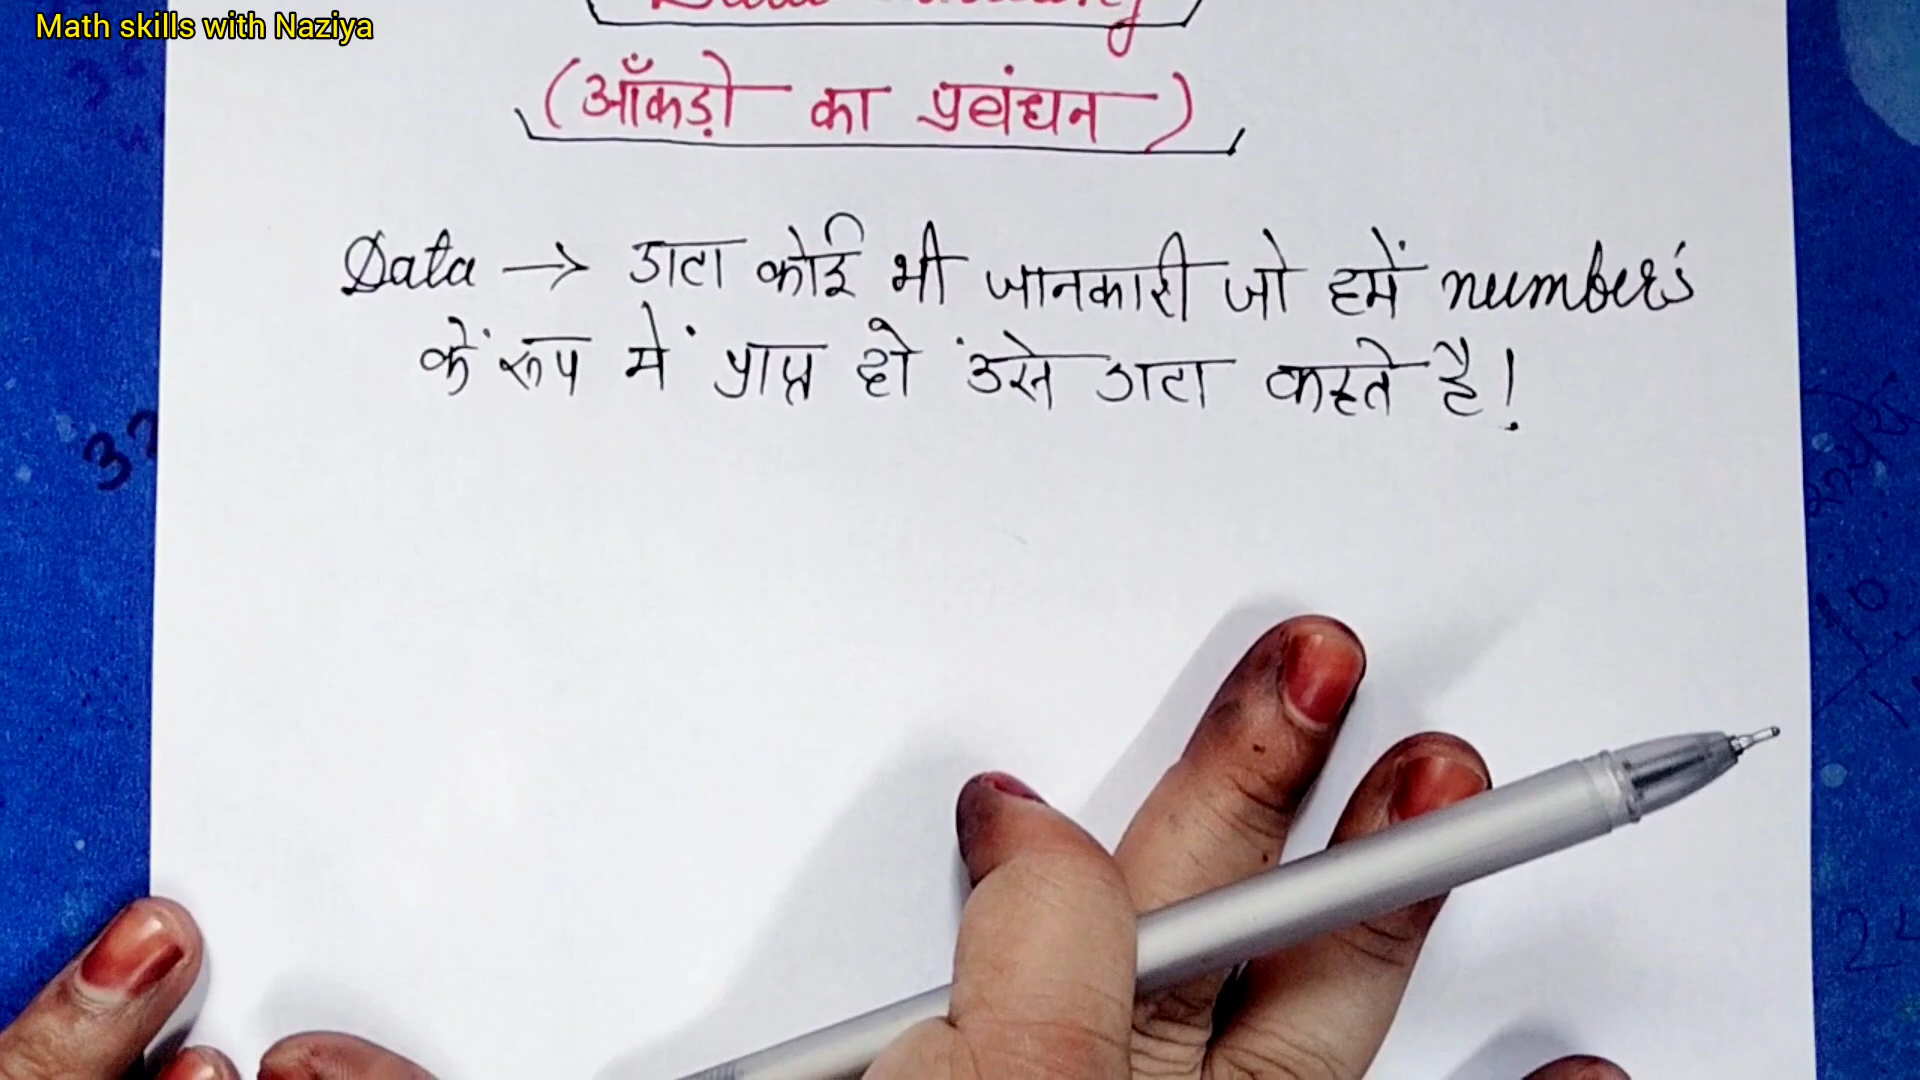 Math skills with Naziya
(आँकड़ो का प्रबंधन)
Data → डाटा कोई भी जानकारी जो हमें numbers
के रूप में प्राप्त हो उसे डाटा कहते है!